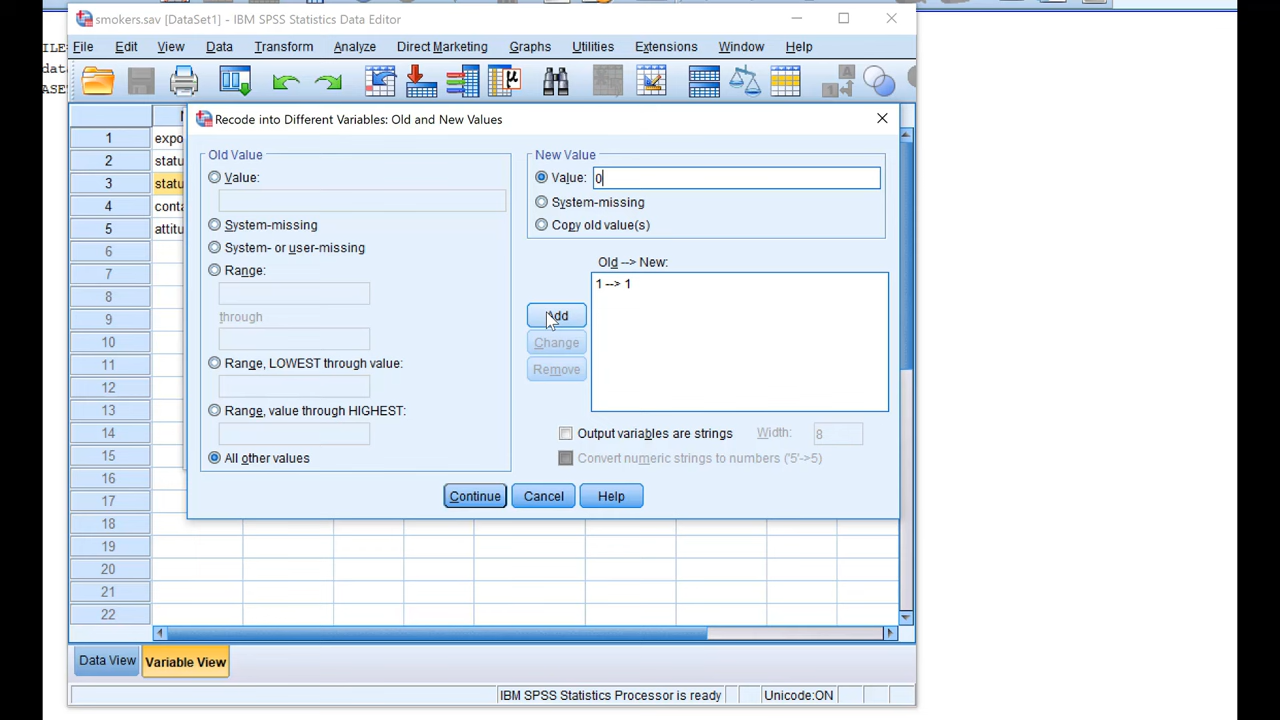 smokers.sav [DataSet1] - IBM SPSS Statistics Data Editor
File Edit View Data Transform Analyze Direct Marketing Graphs Utilities Extensions Window Help
Recode into Different Variables: Old and New Values
Old Value
Value:
System-missing
System- or user-missing
Range:
through
Range, LOWEST through value:
Range, value through HIGHEST:
All other values
New Value
Value: 0
System-missing
Copy old value(s)
Old --> New:
1 --> 1
Add
Change
Remove
Output variables are strings Width: 8
Convert numeric strings to numbers ('5'->5)
Continue Cancel Help
1 expo
2 statu
3 statu
4 conta
5 attitu
6
7
8
9
10
11
12
13
14
15
16
17
18
19
20
21
22
Data View Variable View
IBM SPSS Statistics Processor is ready Unicode:ON